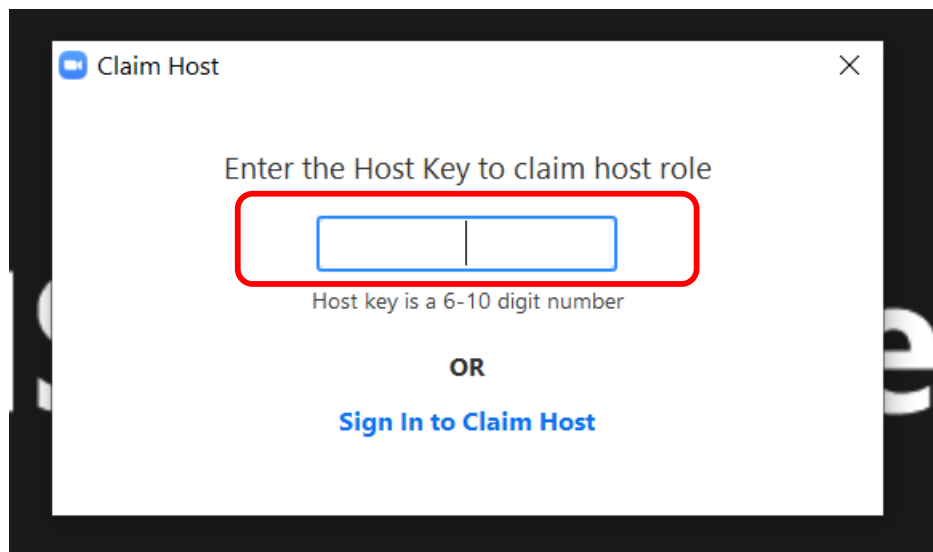 Claim Host
Enter the Host Key to claim host role
Host key is a 6-10 digit number
OR
Sign In to Claim Host